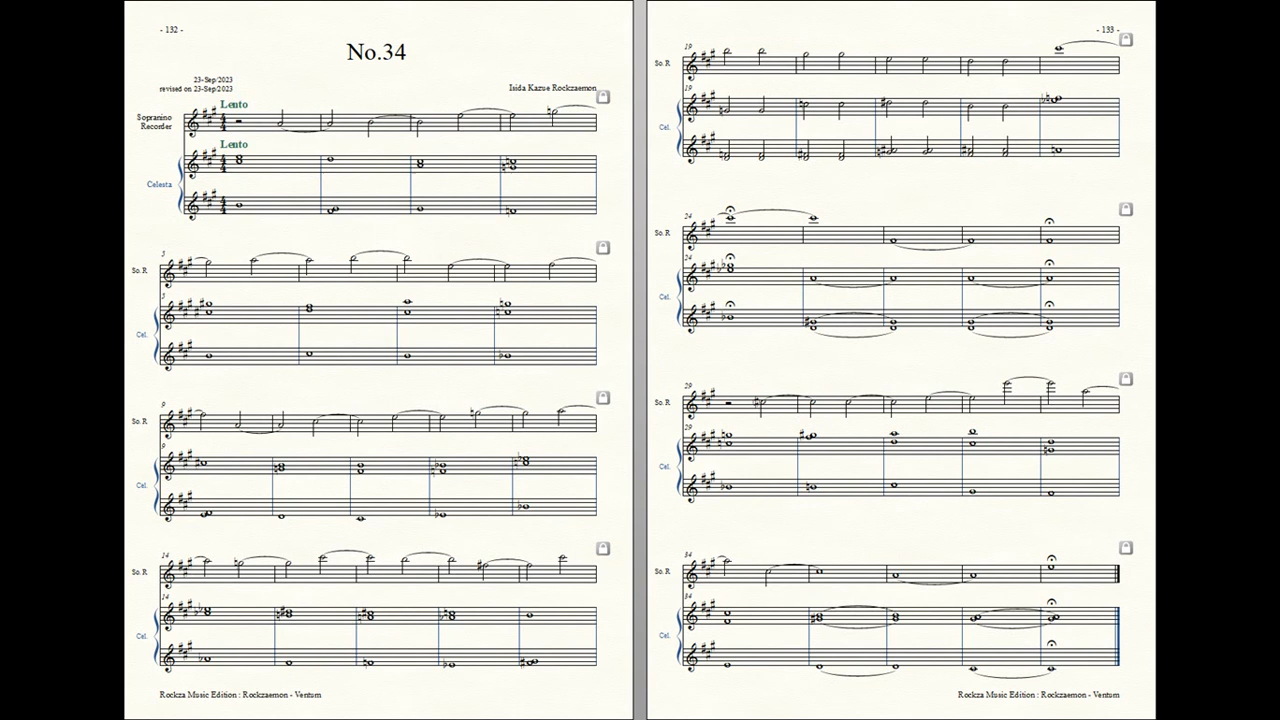 - 132 -
No.34
23-Sep/2023
revised on 23-Sep/2023
Isida Kazue Rockzaemon
Lento
Sopranino
Recorder
Lento
Celesta
5
So.R
5
Cel.
9
So.R
9
Cel.
14
So.R
14
Cel.
Rockza Music Edition : Rockzaemon - Ventum
- 133 -
19
So.R
19
Cel.
24
So.R
24
Cel.
29
So.R
29
Cel.
34
So.R
34
Cel.
Rockza Music Edition : Rockzaemon - Ventum